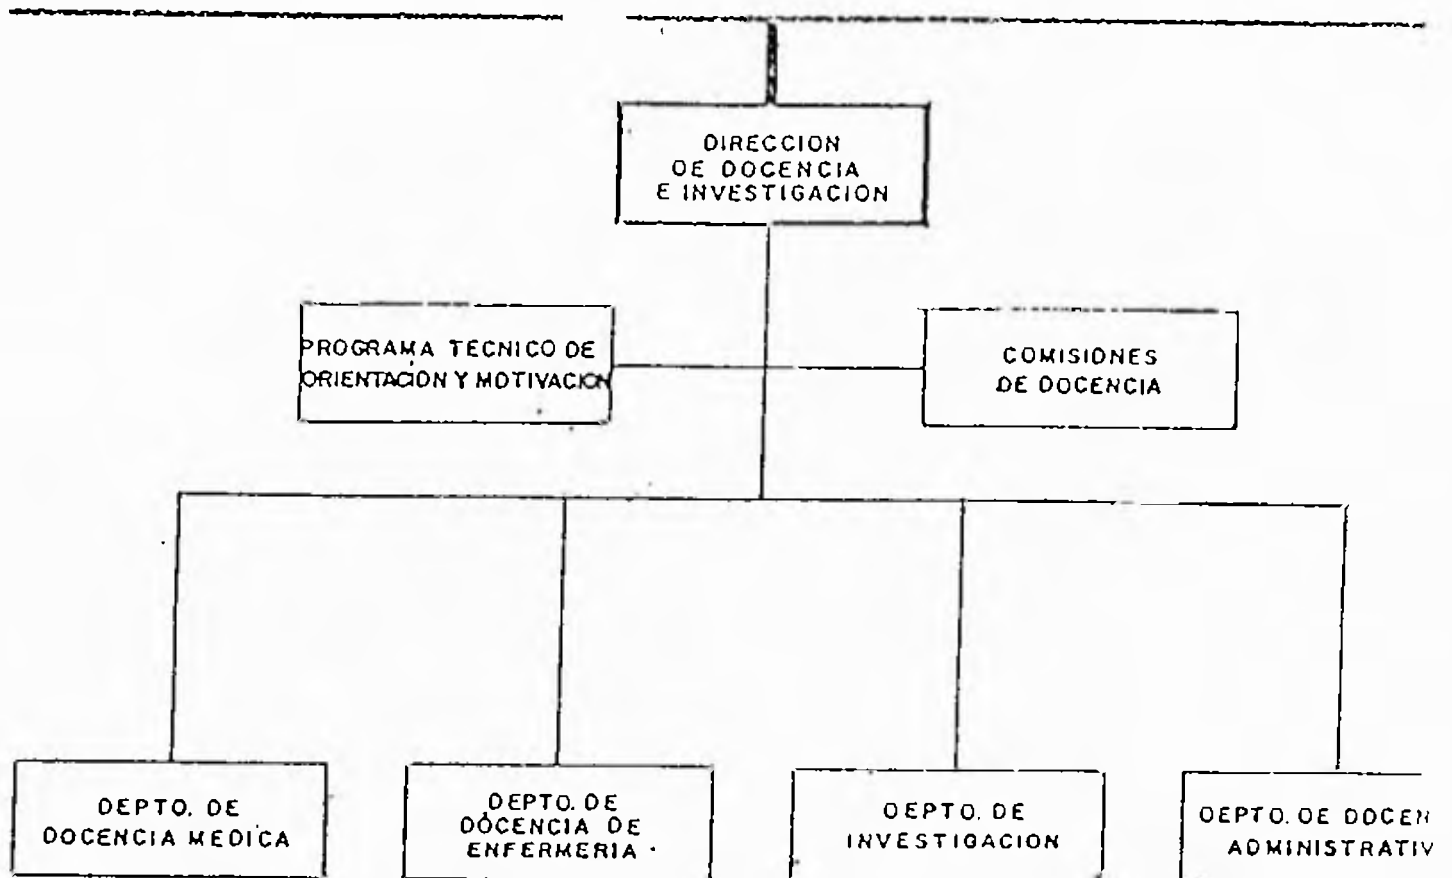 DIRECCION
DE DOCENCIA
E INVESTIGACION
PROGRAMA TECNICO DE
ORIENTACION Y MOTIVACION
COMISIONES
DE DOCENCIA
DEPTO. DE
DOCENCIA MEDICA
DEPTO. DE
DOCENCIA DE
ENFERMERIA
DEPTO. DE
INVESTIGACION
DEPTO. DE DOCEN
ADMINISTRATIV